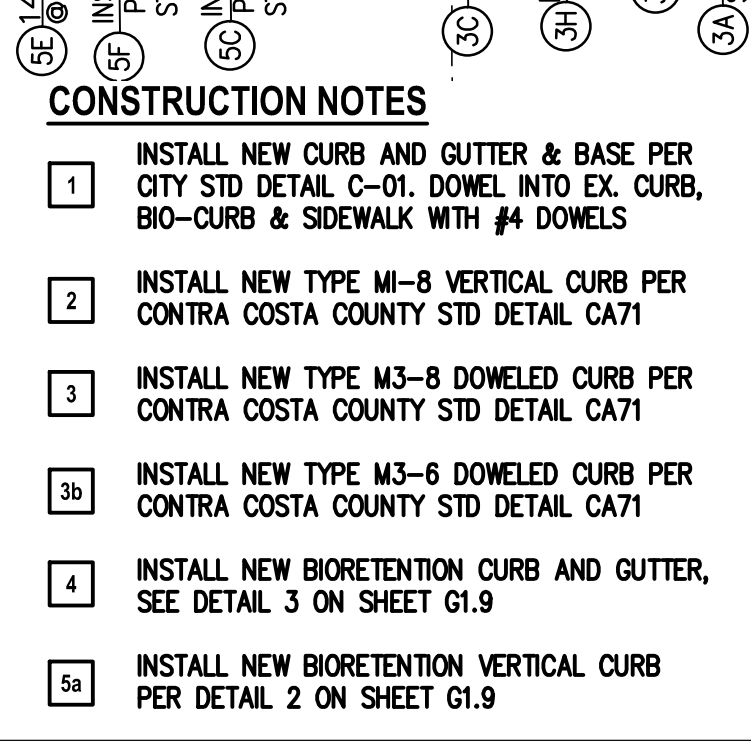 5E
14
@
5F
INS
P
ST
5C
IN
P
ST
3C
3H
3A
CONSTRUCTION NOTES
1 INSTALL NEW CURB AND GUTTER & BASE PER
CITY STD DETAIL C-01. DOWEL INTO EX. CURB,
BIO-CURB & SIDEWALK WITH #4 DOWELS
2 INSTALL NEW TYPE MI-8 VERTICAL CURB PER
CONTRA COSTA COUNTY STD DETAIL CA71
3 INSTALL NEW TYPE M3-8 DOWELED CURB PER
CONTRA COSTA COUNTY STD DETAIL CA71
3b INSTALL NEW TYPE M3-6 DOWELED CURB PER
CONTRA COSTA COUNTY STD DETAIL CA71
4 INSTALL NEW BIORETENTION CURB AND GUTTER,
SEE DETAIL 3 ON SHEET G1.9
5a INSTALL NEW BIORETENTION VERTICAL CURB
PER DETAIL 2 ON SHEET G1.9